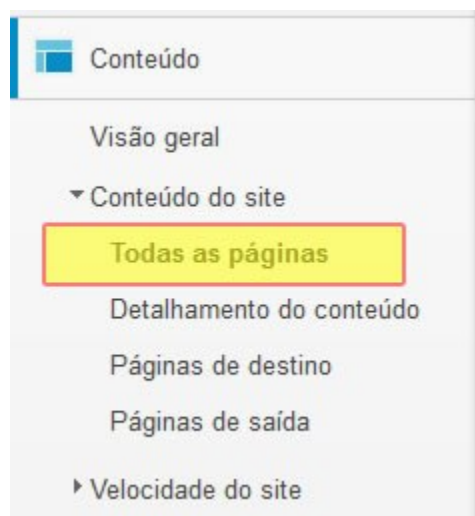 Conteúdo
Visão geral
Conteúdo do site
Todas as páginas
Detalhamento do conteúdo
Páginas de destino
Páginas de saída
Velocidade do site